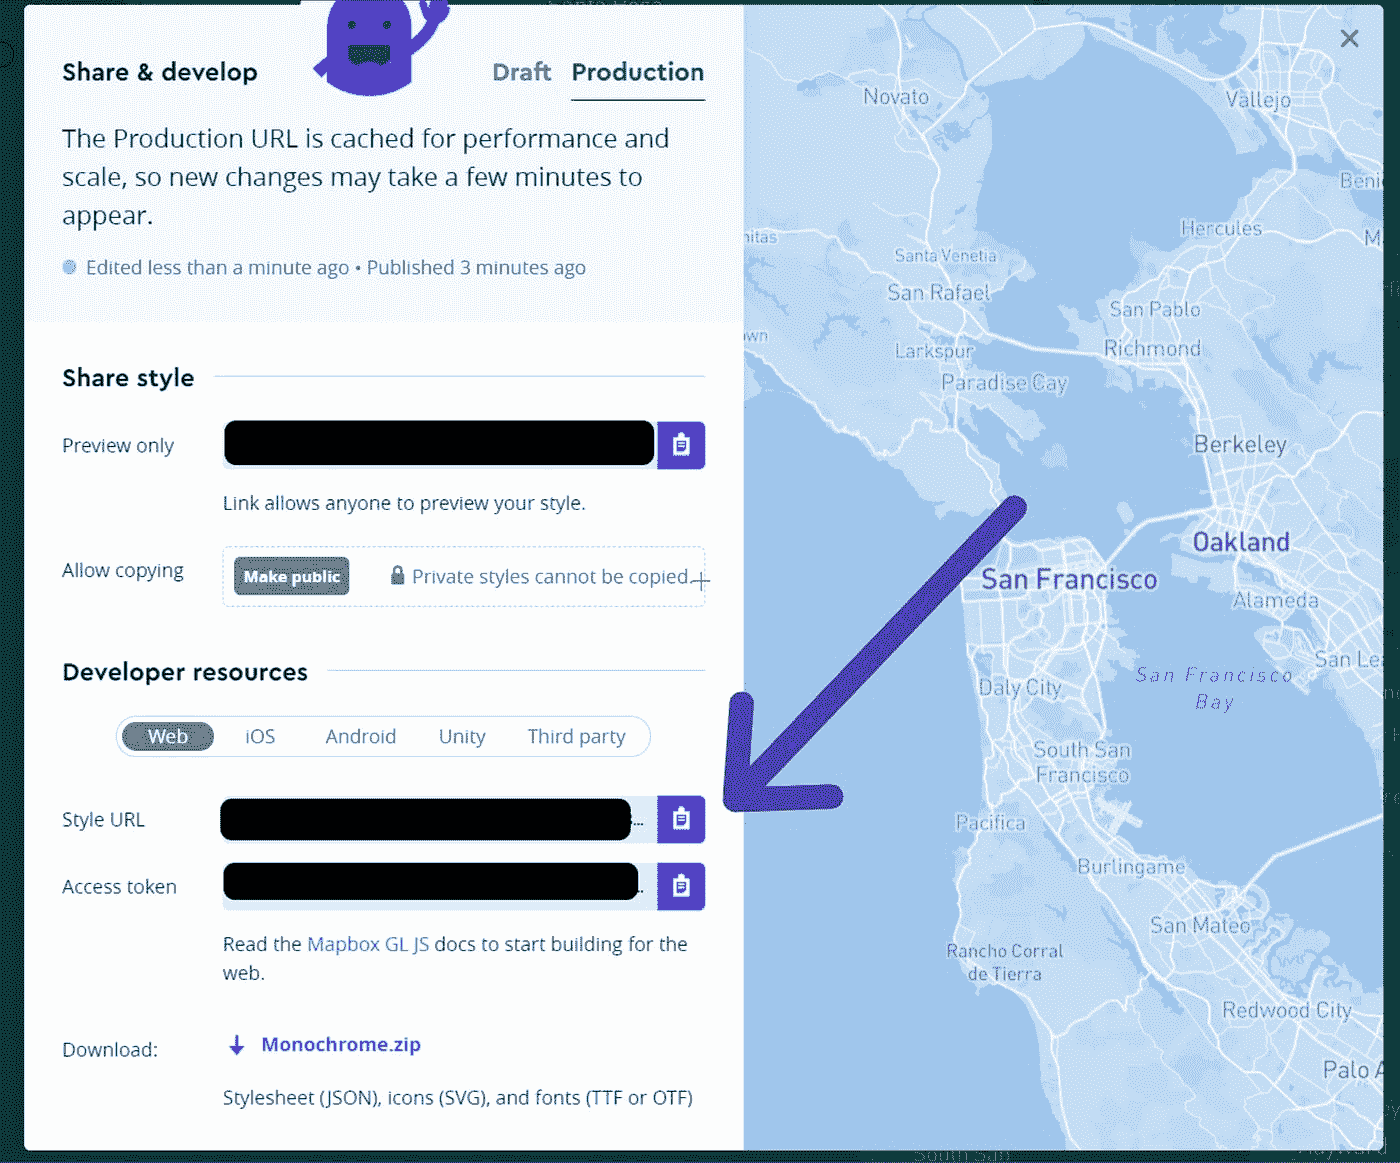 Share & develop
Draft
Production
The Production URL is cached for performance and
scale, so new changes may take a few minutes to
appear.
Edited less than a minute ago • Published 3 minutes ago
Share style
Preview only
Link allows anyone to preview your style.
Allow copying
Make public
Private styles cannot be copied.
Developer resources
Web
iOS
Android
Unity
Third party
Style URL
...
Access token
Read the Mapbox GL JS docs to start building for the
web.
Download:
Monochrome.zip
Stylesheet (JSON), icons (SVG), and fonts (TTF or OTF)
Novato
Vallejo
Hercules
Santa Venetia
San Rafael
San Pablo
Larkspur
Richmond
Paradise Cay
Berkeley
Oakland
San Francisco
Alameda
San Le
San Francisco
Bay
Daly City
South San
Francisco
Pacifica
Burlingame
San Mateo
Rancho Corral
de Tierra
Redwood City
Palo A